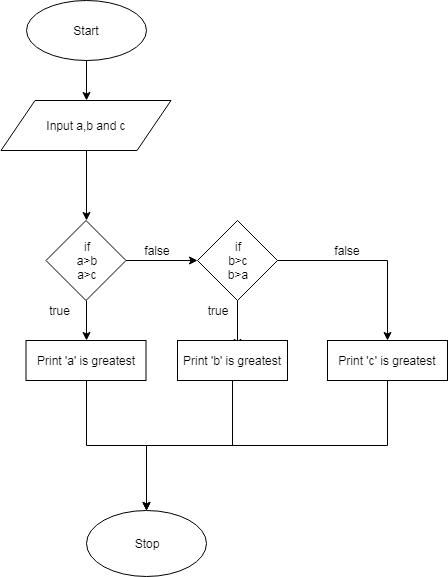 Start
Input a,b and c
if
a>b
a>c
false
if
b>c
b>a
false
true
true
Print 'a' is greatest
Print 'b' is greatest
Print 'c' is greatest
Stop